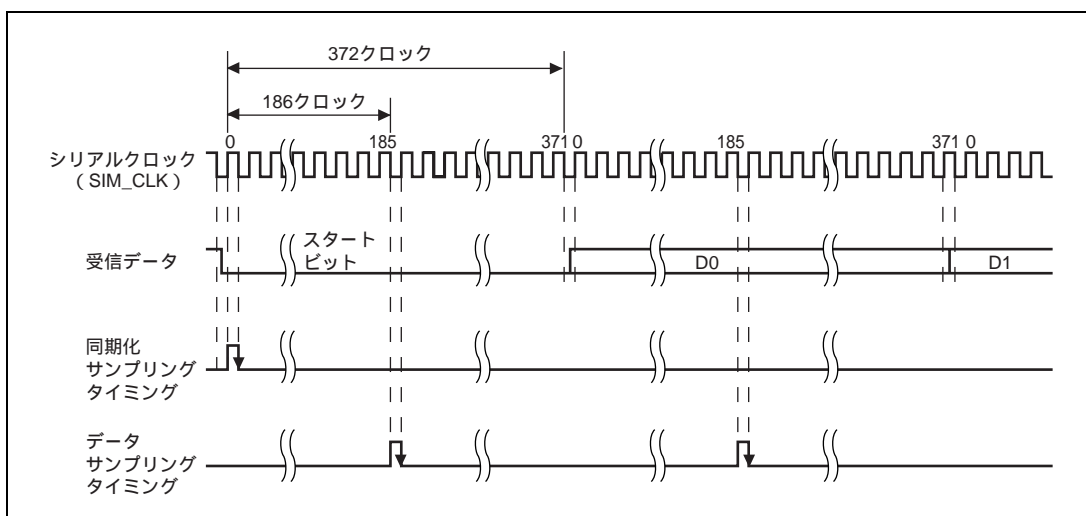 372クロック
186クロック
0 185 371 0 185 371 0
シリアルクロック
（SIM_CLK）
スタート
ビット
受信データ
D0
D1
同期化
サンプリング
タイミング
データ
サンプリング
タイミング